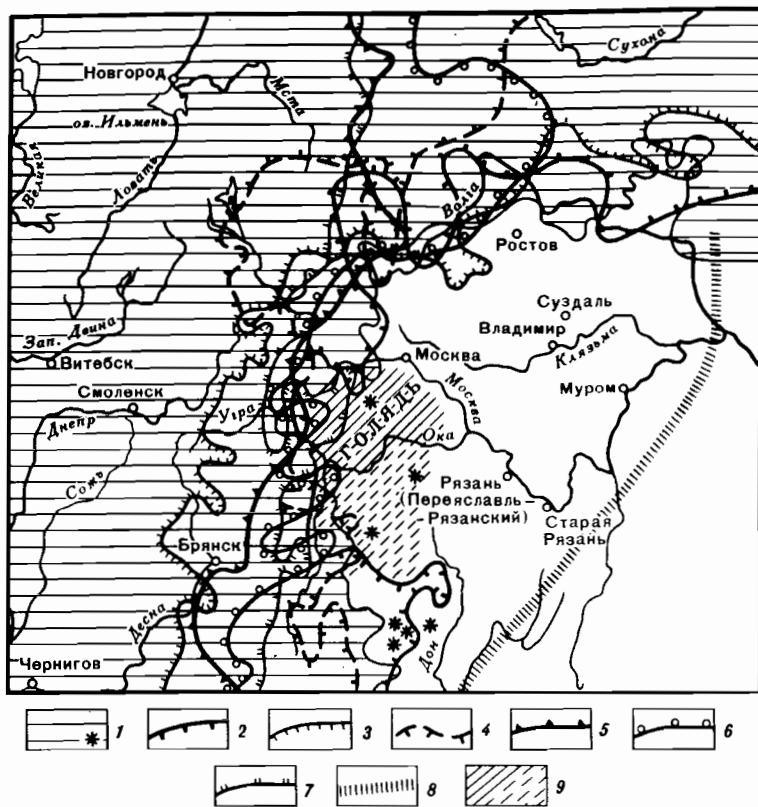 Сухона
Новгород
Мста
оз. Ильмень
Ловать
Великая
Волга
Ростов
Суздаль
Владимир
Клязьма
Зап. Двина
Витебск
Москва
Москва
Муром
Смоленск
Днепр
Угра
ГОЛЯДЬ
Ока
Сожь
Рязань
(Переяславль-
-Рязанский)
Старая
Рязань
Брянск
Десна
Дон
Чернигов
1
2
3
4
5
6
7
8
9